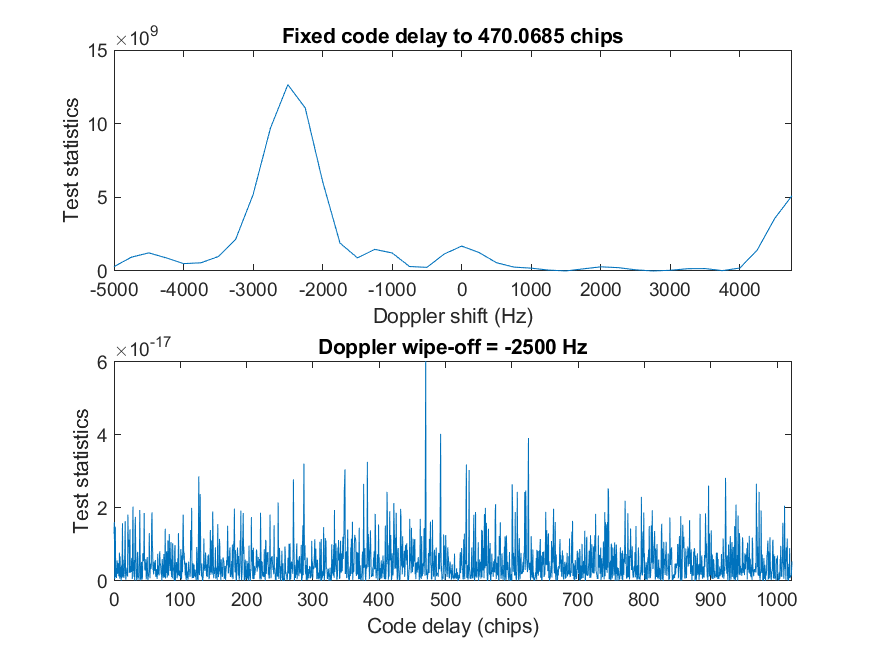 ×10^9
Fixed code delay to 470.0685 chips
15
10
5
0
Test statistics
-5000 -4000 -3000 -2000 -1000 0 1000 2000 3000 4000
Doppler shift (Hz)
×10^-17
Doppler wipe-off = -2500 Hz
6
4
2
0
Test statistics
0 100 200 300 400 500 600 700 800 900 1000
Code delay (chips)